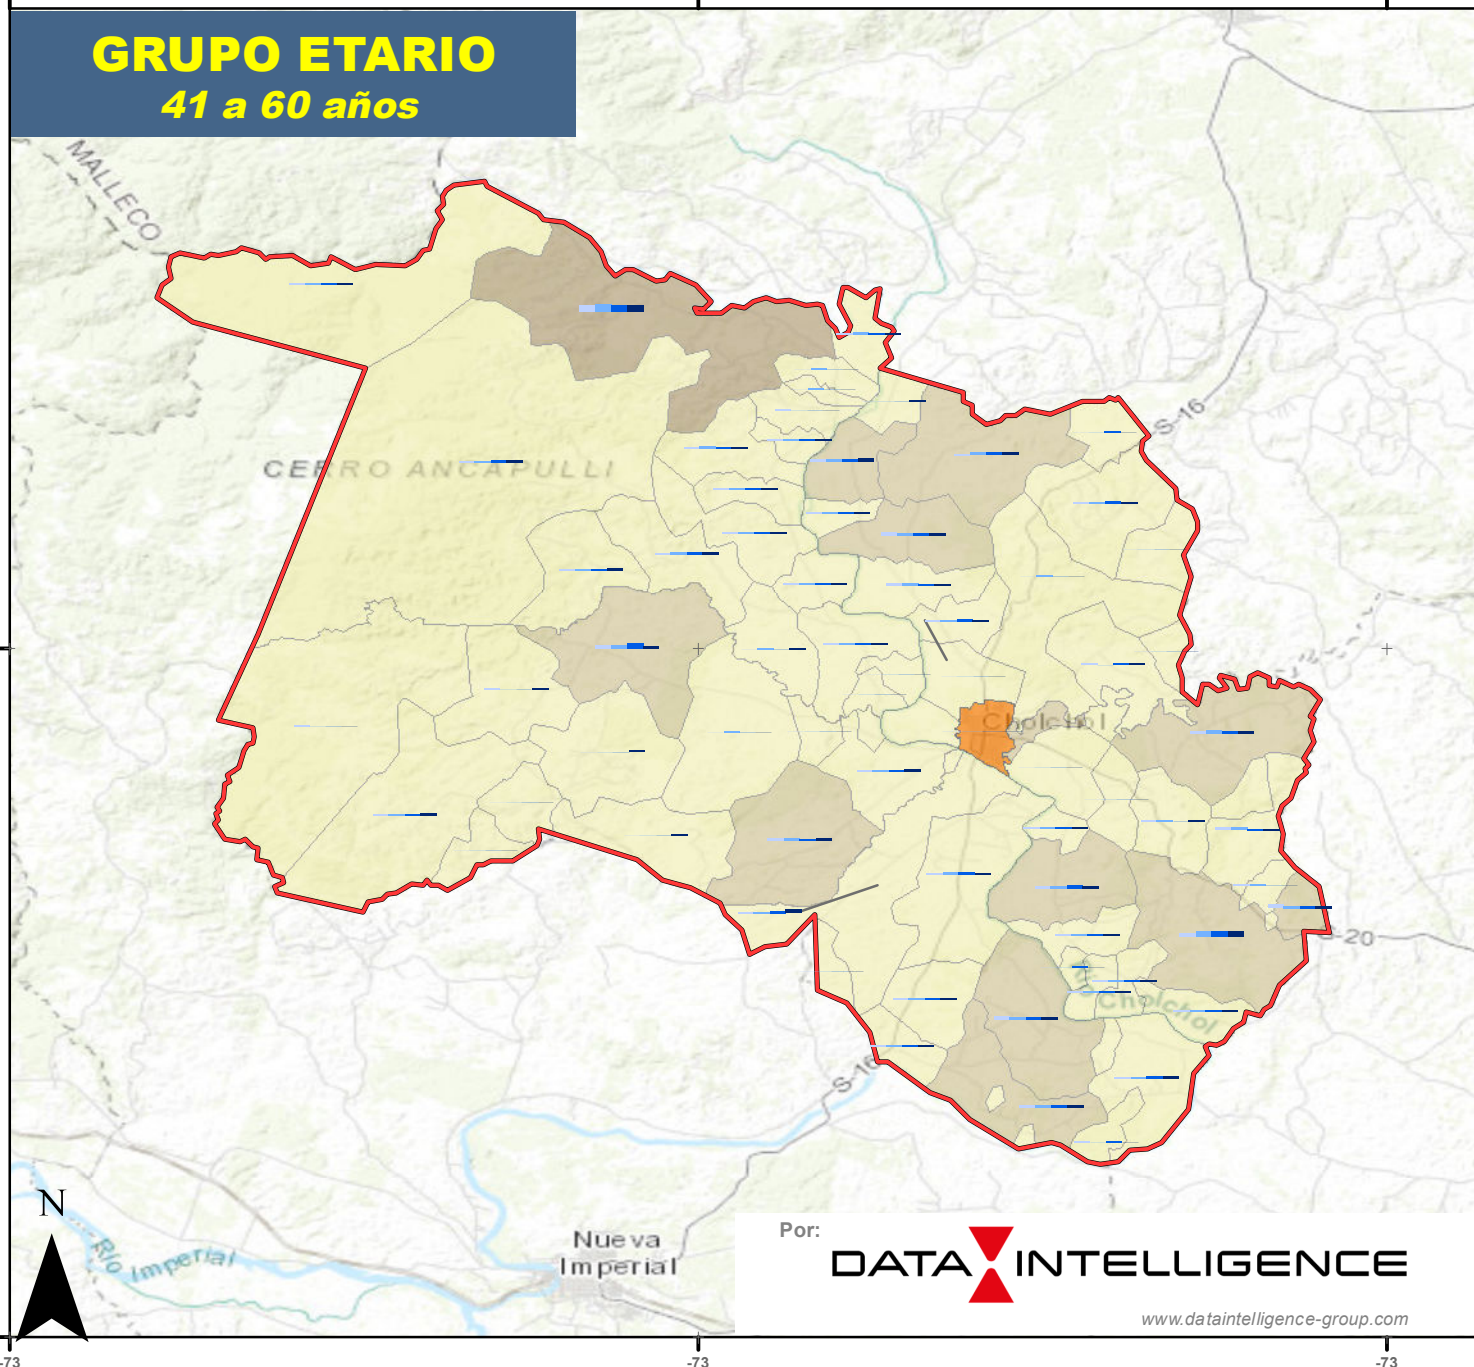 GRUPO ETARIO
41 a 60 años
MALLECO
S-16
CERRO ANCAPULLI
Cholchol
S-20
Río Cholchol
S-16
N
Río Imperial
Nueva
Imperial
Por:
DATA INTELLIGENCE
www.dataintelligence-group.com
-73
-73
-73